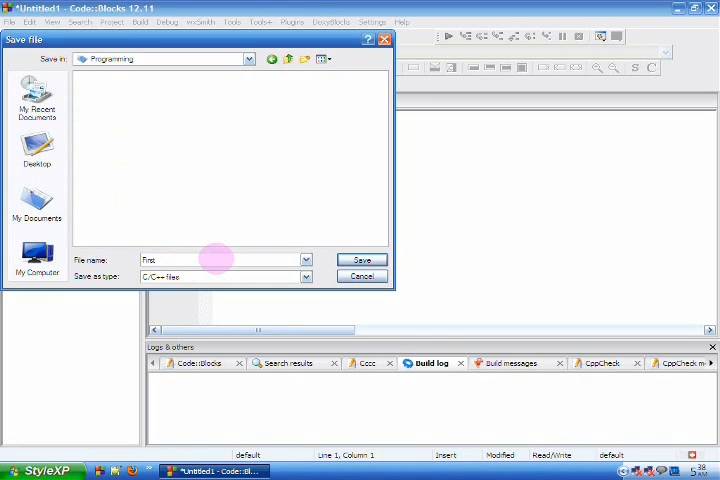 *Untitled1 - Code::Blocks 12.11
File Edit View Search Project Build Debug wxSmith Tools Tools+ Plugins DoxyBlocks Settings Help
Save file
Save in: Programming
My Recent
Documents
Desktop
My Documents
My Computer
File name: First Save
Save as type: C/C++ files Cancel
S C
Logs & others
Code::Blocks Search results Cccc Build log Build messages CppCheck CppCheck m
default Line 1, Column 1 Insert Modified Read/Write default
StyleXP *Untitled1 - Code::Bl... 5:38
AM